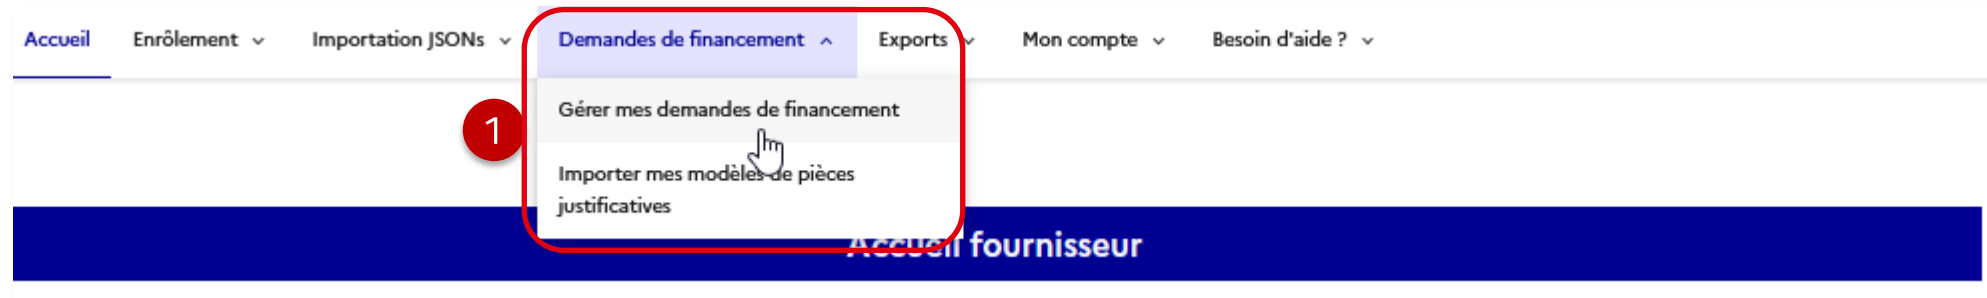 Accueil Enrôlement Importation JSONs Demandes de financement Exports Mon compte Besoin d'aide ?
Gérer mes demandes de financement
1
Importer mes modèles de pièces
justificatives
Accueil fournisseur